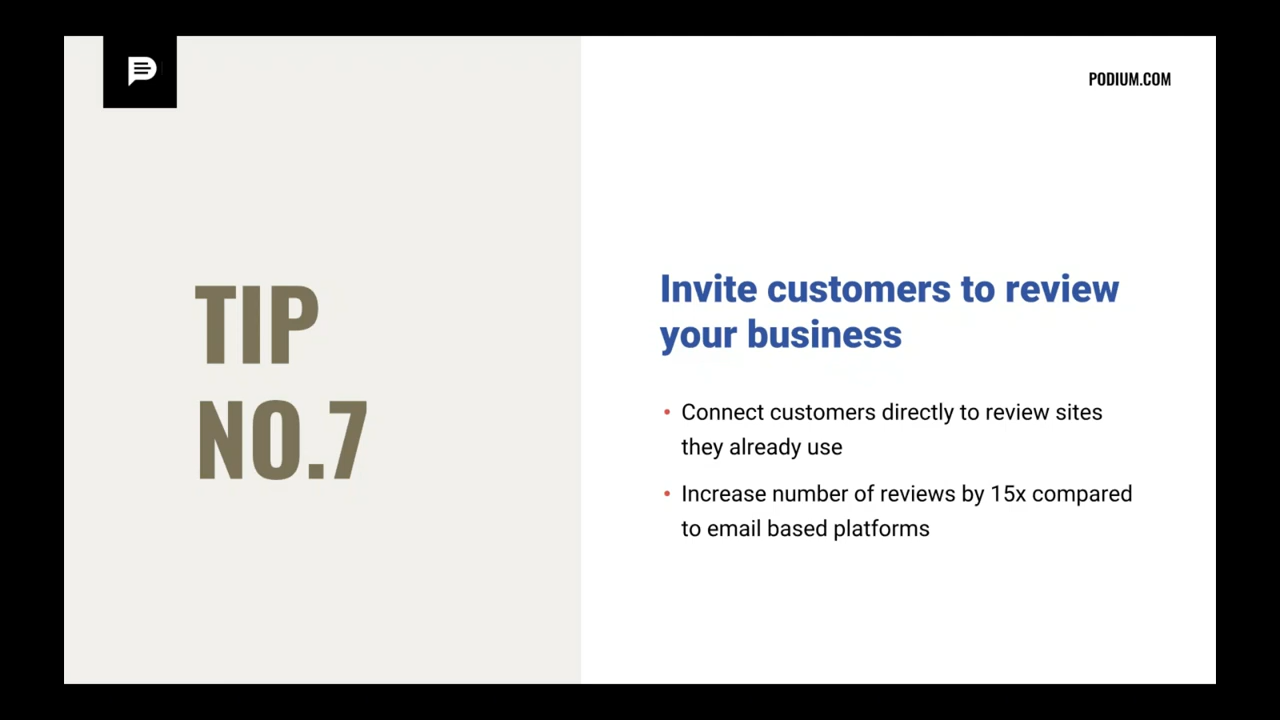 PODIUM.COM
TIP
NO.7
Invite customers to review
your business
• Connect customers directly to review sites
they already use
• Increase number of reviews by 15x compared
to email based platforms